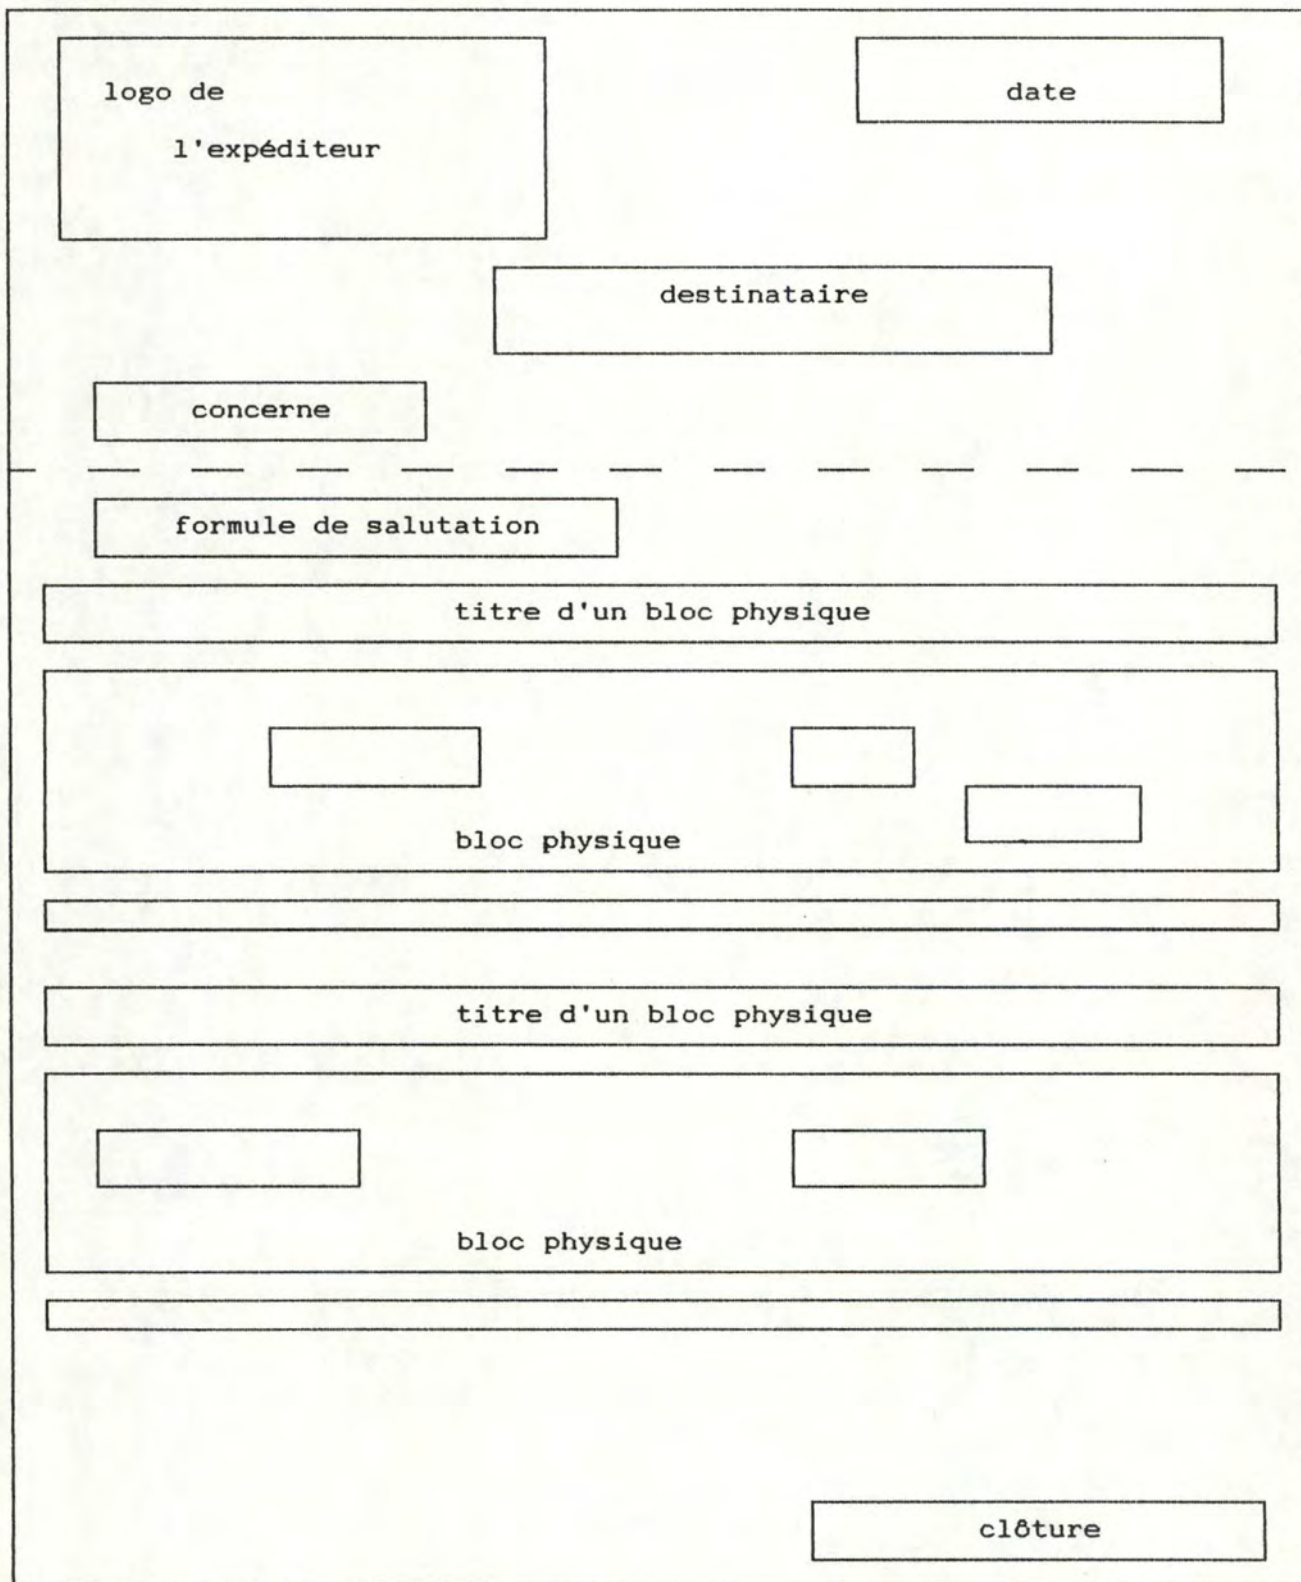 logo de
l'expéditeur
date
destinataire
concerne
formule de salutation
titre d'un bloc physique
bloc physique
titre d'un bloc physique
bloc physique
clôture